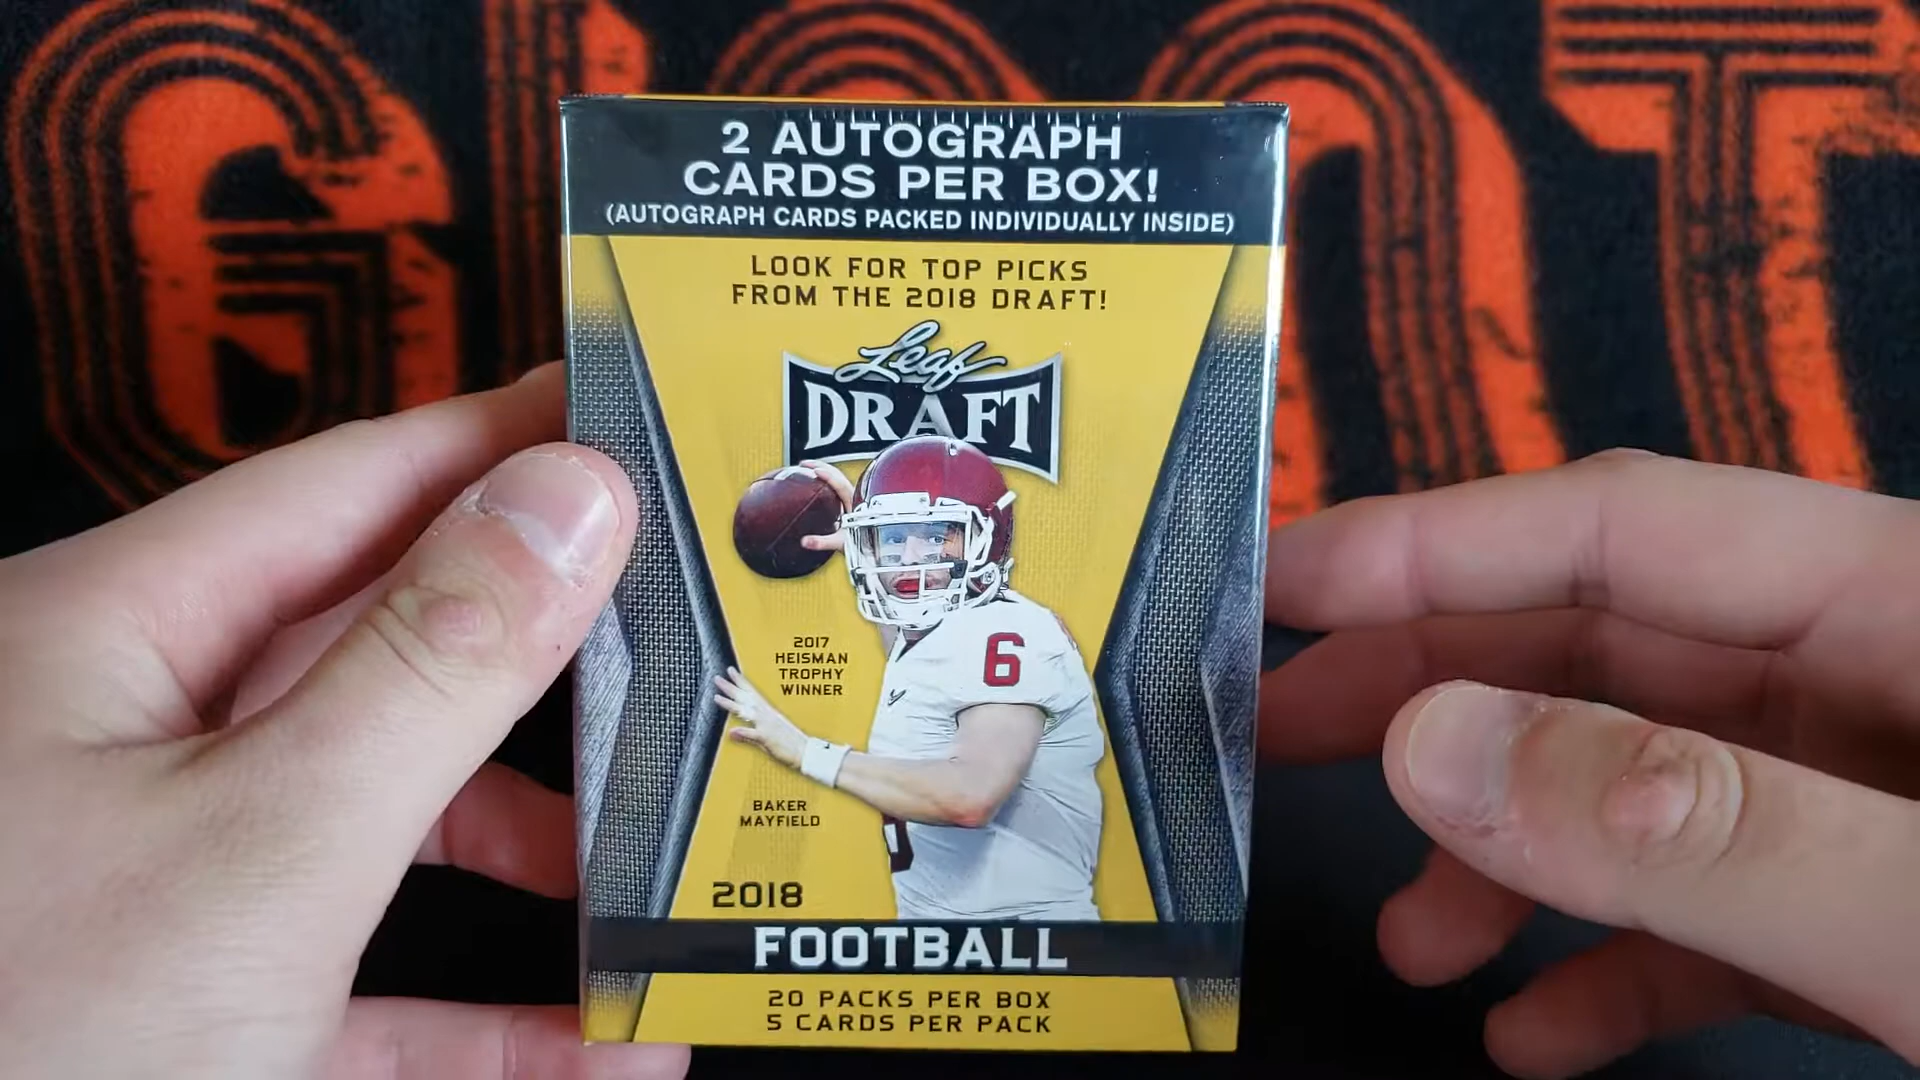 GIANT
2 AUTOGRAPH
CARDS PER BOX!
(AUTOGRAPH CARDS PACKED INDIVIDUALLY INSIDE)
LOOK FOR TOP PICKS
FROM THE 2018 DRAFT!
Leaf
DRAFT
6
2017
HEISMAN
TROPHY
WINNER
BAKER
MAYFIELD
2018
FOOTBALL
20 PACKS PER BOX
5 CARDS PER PACK